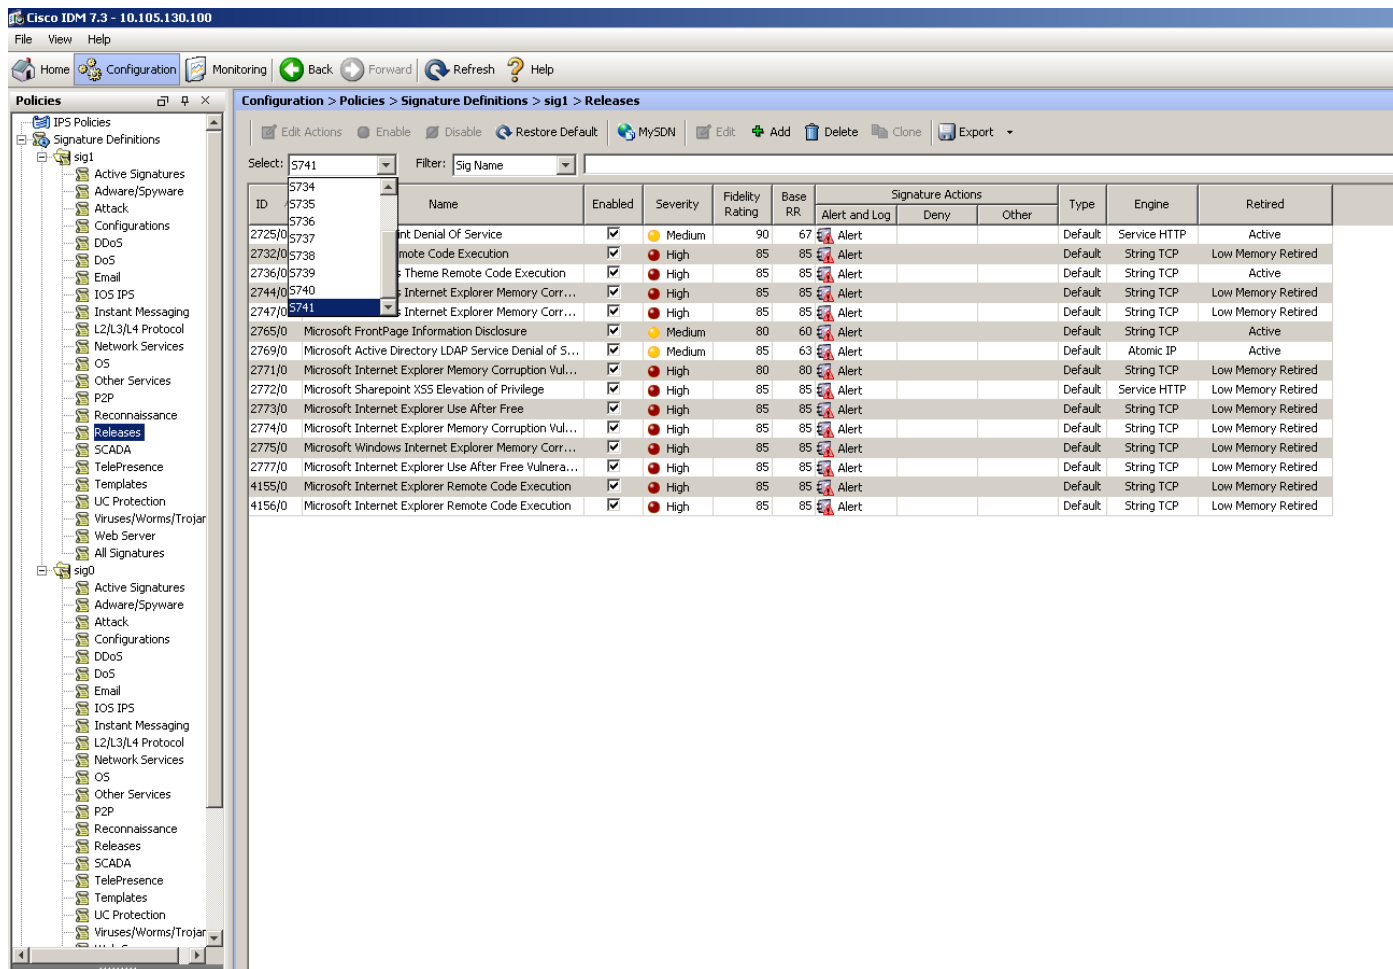 Cisco IDM 7.3 - 10.105.130.100
File View Help
Home Configuration Monitoring Back Forward Refresh Help
Policies
IPS Policies
Signature Definitions
sig1
Active Signatures
Adware/Spyware
Attack
Configurations
DDoS
DoS
Email
IOS IPS
Instant Messaging
L2/L3/L4 Protocol
Network Services
OS
Other Services
P2P
Reconnaissance
Releases
SCADA
TelePresence
Templates
UC Protection
Viruses/Worms/Trojar
Web Server
All Signatures
sig0
Active Signatures
Adware/Spyware
Attack
Configurations
DDoS
DoS
Email
IOS IPS
Instant Messaging
L2/L3/L4 Protocol
Network Services
OS
Other Services
P2P
Reconnaissance
Releases
SCADA
TelePresence
Templates
UC Protection
Viruses/Worms/Trojar
Configuration > Policies > Signature Definitions > sig1 > Releases
Edit Actions Enable Disable Restore Default MySDN Edit Add Delete Clone Export
Select: S741 Filter: Sig Name
S734
S735
S736
S737
S738
S739
S740
S741
ID Name Enabled Severity Fidelity Rating Base RR Signature Actions Type Engine Retired
Alert and Log Deny Other
2725/0 int Denial Of Service Medium 90 67 Alert Default Service HTTP Active
2732/0 mote Code Execution High 85 85 Alert Default String TCP Low Memory Retired
2736/0 s Theme Remote Code Execution High 85 85 Alert Default String TCP Active
2744/0 s Internet Explorer Memory Corr... High 85 85 Alert Default String TCP Low Memory Retired
2747/0 s Internet Explorer Memory Corr... High 85 85 Alert Default String TCP Low Memory Retired
2765/0 Microsoft FrontPage Information Disclosure Medium 80 60 Alert Default String TCP Active
2769/0 Microsoft Active Directory LDAP Service Denial of S... Medium 85 63 Alert Default Atomic IP Active
2771/0 Microsoft Internet Explorer Memory Corruption Vul... High 80 80 Alert Default String TCP Low Memory Retired
2772/0 Microsoft Sharepoint XSS Elevation of Privilege High 85 85 Alert Default Service HTTP Low Memory Retired
2773/0 Microsoft Internet Explorer Use After Free High 85 85 Alert Default String TCP Low Memory Retired
2774/0 Microsoft Internet Explorer Memory Corruption Vul... High 85 85 Alert Default String TCP Low Memory Retired
2775/0 Microsoft Windows Internet Explorer Memory Corr... High 85 85 Alert Default String TCP Low Memory Retired
2777/0 Microsoft Internet Explorer Use After Free Vulnera... High 85 85 Alert Default String TCP Low Memory Retired
4155/0 Microsoft Internet Explorer Remote Code Execution High 85 85 Alert Default String TCP Low Memory Retired
4156/0 Microsoft Internet Explorer Remote Code Execution High 85 85 Alert Default String TCP Low Memory Retired